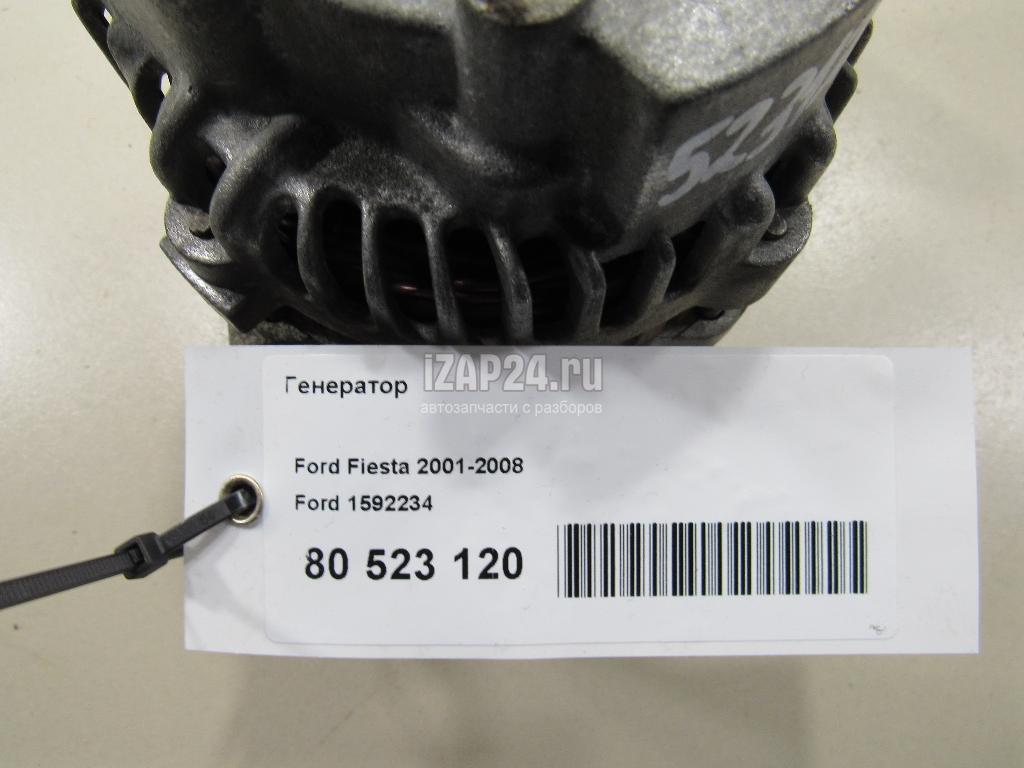 Генератор
iZAP24.ru
автозапчасти с разборов
Ford Fiesta 2001-2008
Ford 1592234
80 523 120